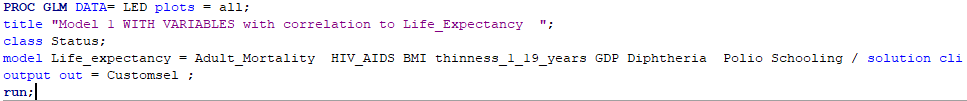 PROC GLM DATA= LED plots = all;
title "Model 1 WITH VARIABLES with correlation to Life_Expectancy  ";
class Status;
model Life_expectancy = Adult_Mortality  HIV_AIDS BMI thinness_1_19_years GDP Diphtheria  Polio Schooling / solution cli
output out = Customsel ;
run;